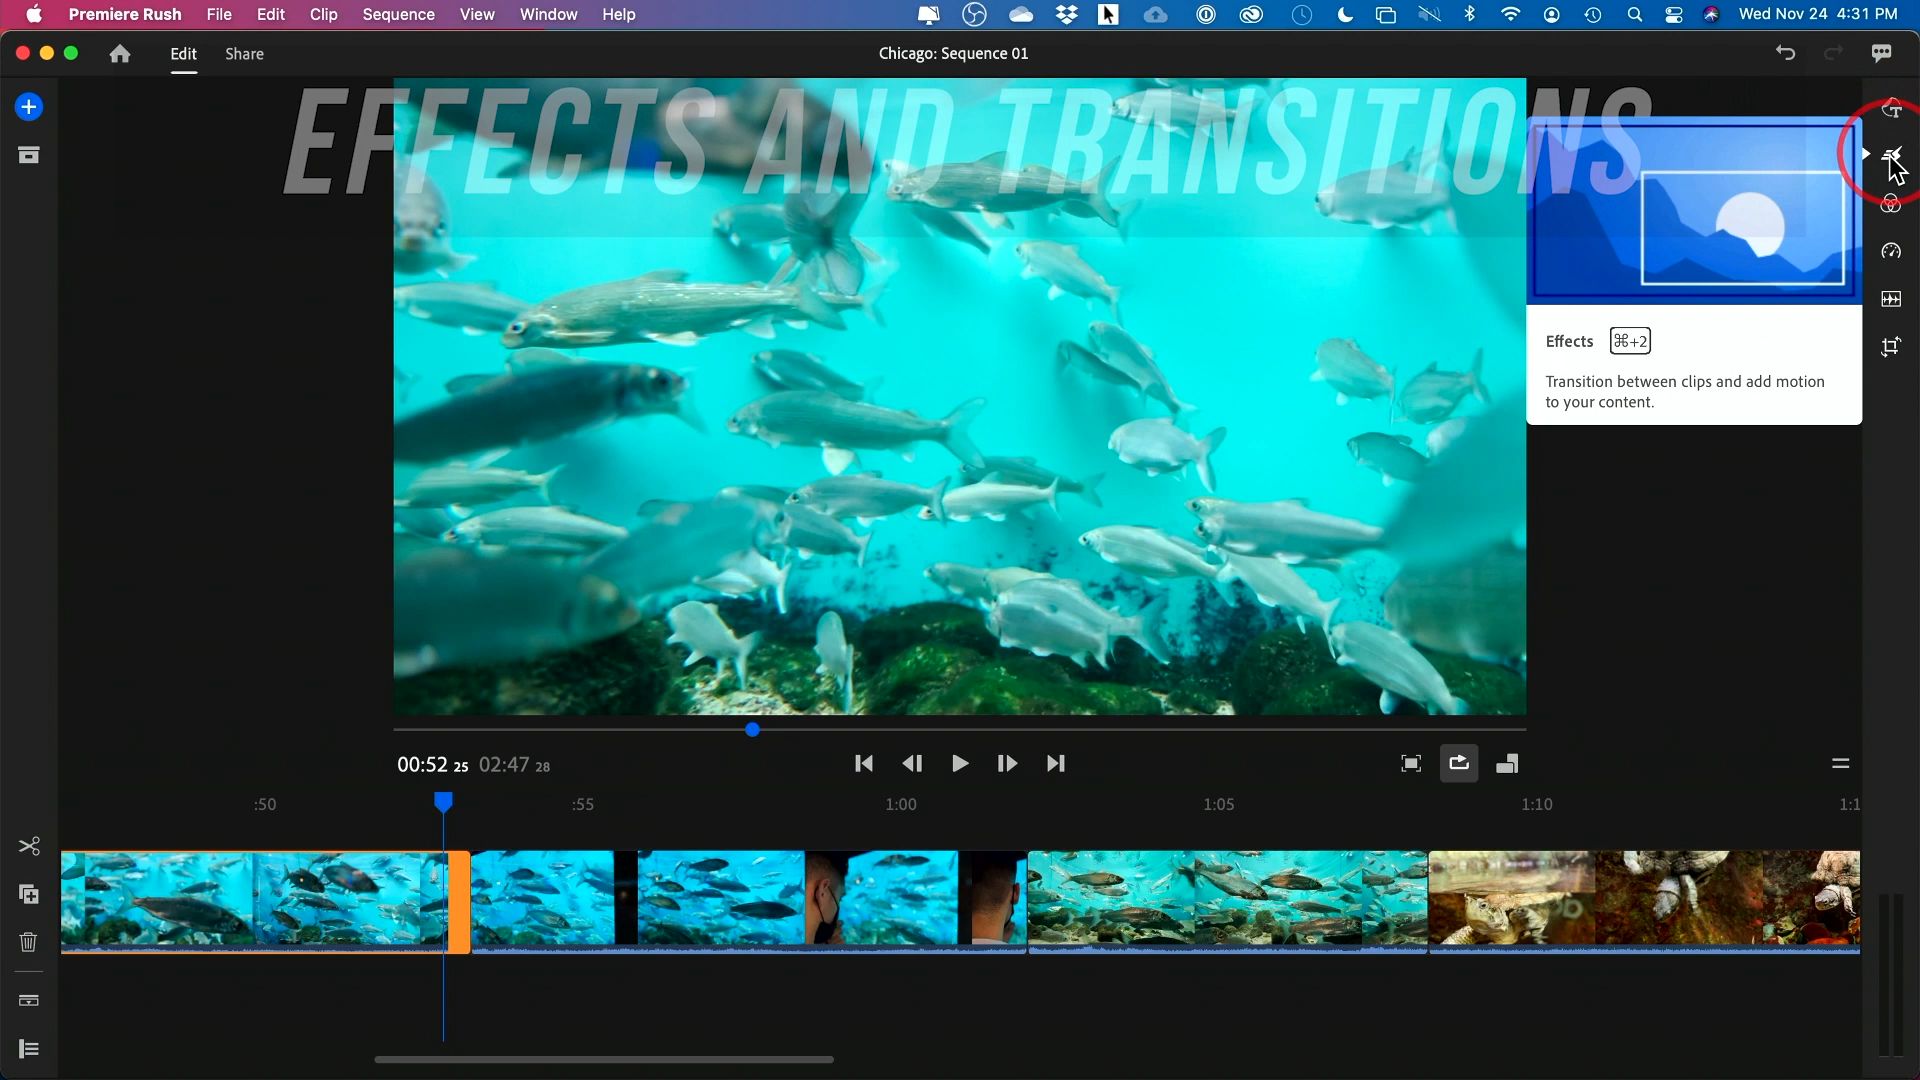 Premiere Rush File Edit Clip Sequence View Window Help Wed Nov 24 4:31 PM
Edit Share Chicago: Sequence 01
EFFECTS AND TRANSITIONS
Effects ⌘+2
Transition between clips and add motion
to your content.
00:52 25 02:47 28
:50 :55 1:00 1:05 1:10 1:1